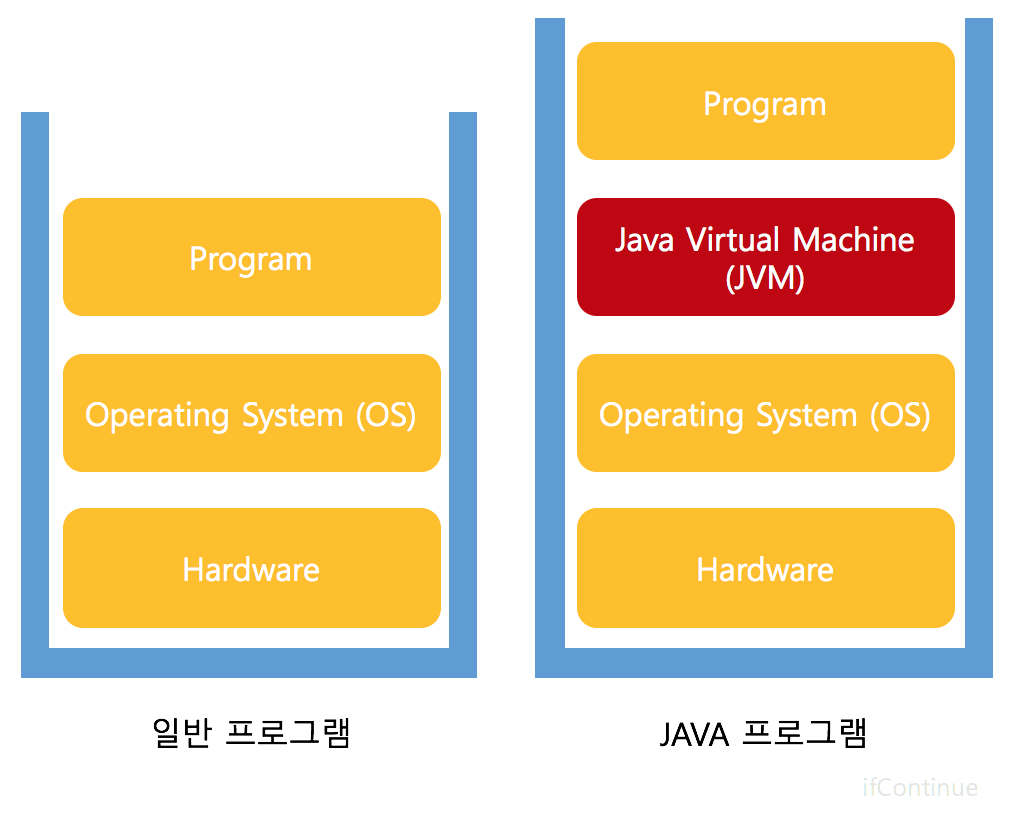 Program
Operating System (OS)
Hardware
일반 프로그램
Program
Java Virtual Machine
(JVM)
Operating System (OS)
Hardware
JAVA 프로그램
ifContinue